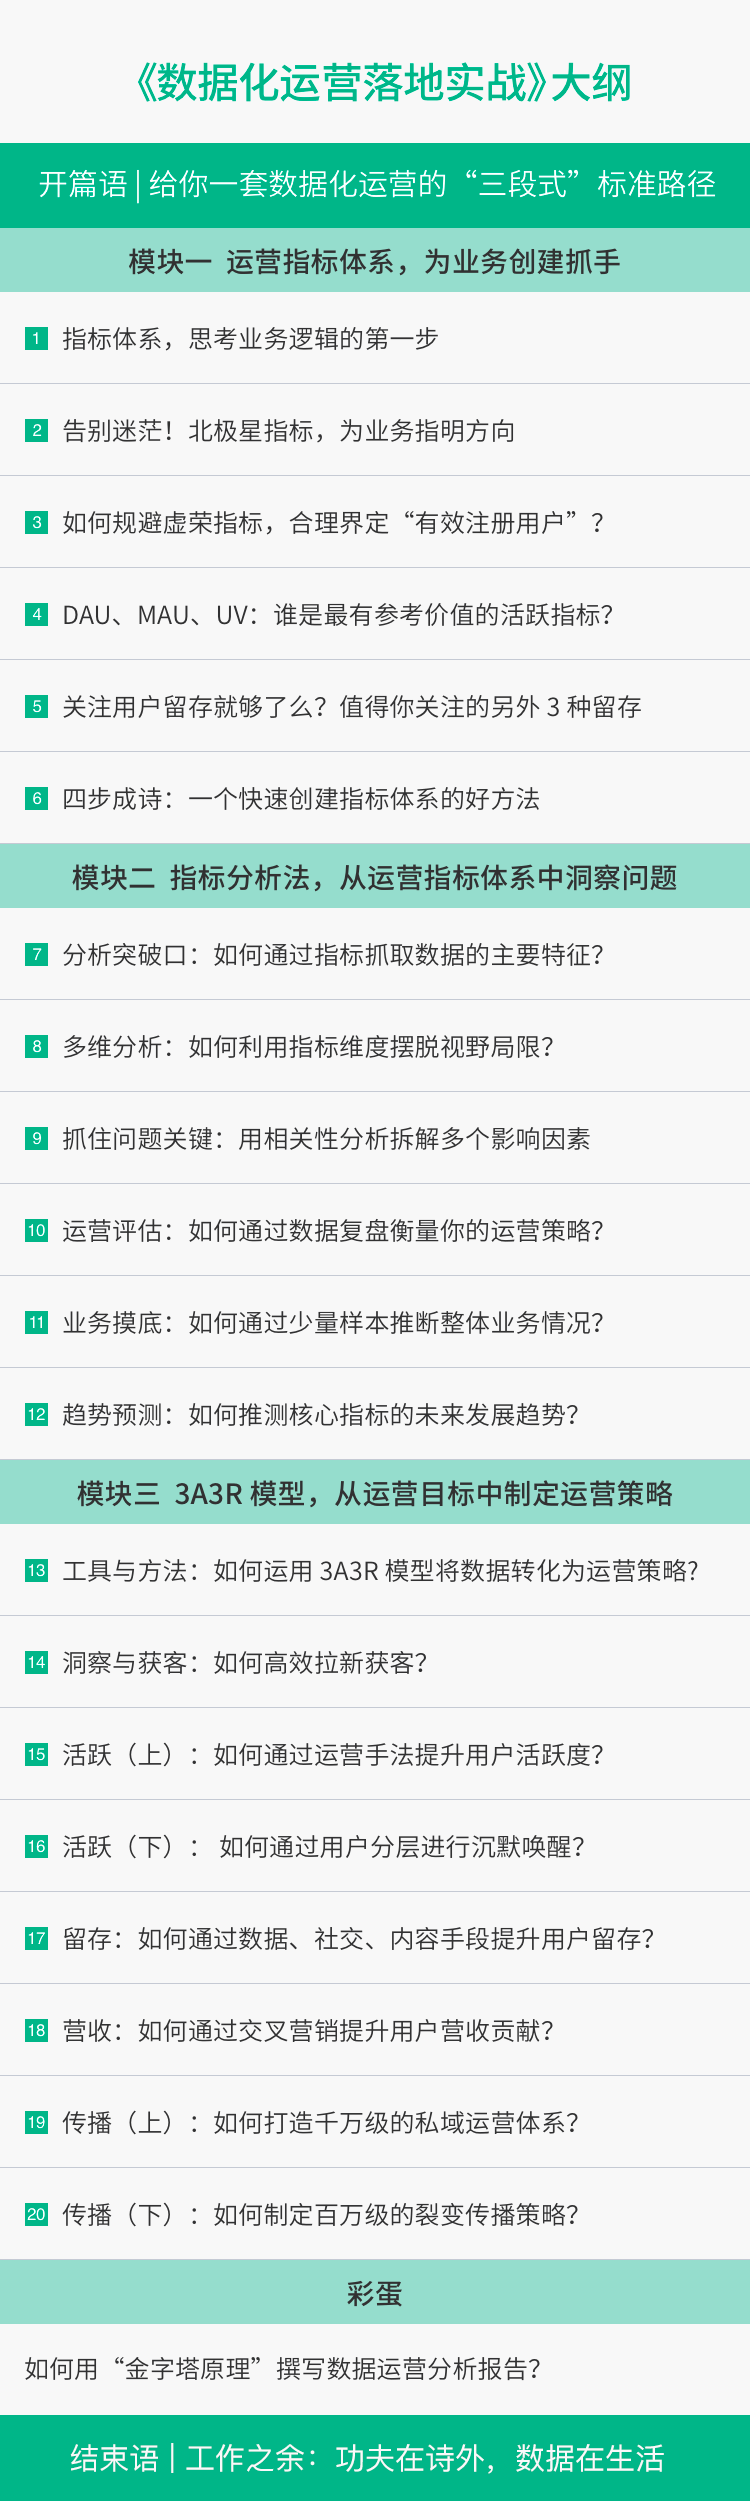 《数据化运营落地实战》大纲
开篇语 | 给你一套数据化运营的“三段式”标准路径
模块一 运营指标体系，为业务创建抓手
1 指标体系，思考业务逻辑的第一步
2 告别迷茫！北极星指标，为业务指明方向
3 如何规避虚荣指标，合理界定“有效注册用户”？
4 DAU、MAU、UV：谁是最有参考价值的活跃指标？
5 关注用户留存就够了么？值得你关注的另外 3 种留存
6 四步成诗：一个快速创建指标体系的好方法
模块二 指标分析法，从运营指标体系中洞察问题
7 分析突破口：如何通过指标抓取数据的主要特征？
8 多维分析：如何利用指标维度摆脱视野局限？
9 抓住问题关键：用相关性分析拆解多个影响因素
10 运营评估：如何通过数据复盘衡量你的运营策略？
11 业务摸底：如何通过少量样本推断整体业务情况？
12 趋势预测：如何推测核心指标的未来发展趋势？
模块三 3A3R 模型，从运营目标中制定运营策略
13 工具与方法：如何运用 3A3R 模型将数据转化为运营策略?
14 洞察与获客：如何高效拉新获客？
15 活跃（上）：如何通过运营手法提升用户活跃度？
16 活跃（下）： 如何通过用户分层进行沉默唤醒？
17 留存：如何通过数据、社交、内容手段提升用户留存？
18 营收：如何通过交叉营销提升用户营收贡献？
19 传播（上）：如何打造千万级的私域运营体系？
20 传播（下）：如何制定百万级的裂变传播策略？
彩蛋
如何用“金字塔原理”撰写数据运营分析报告？
结束语 | 工作之余：功夫在诗外，数据在生活